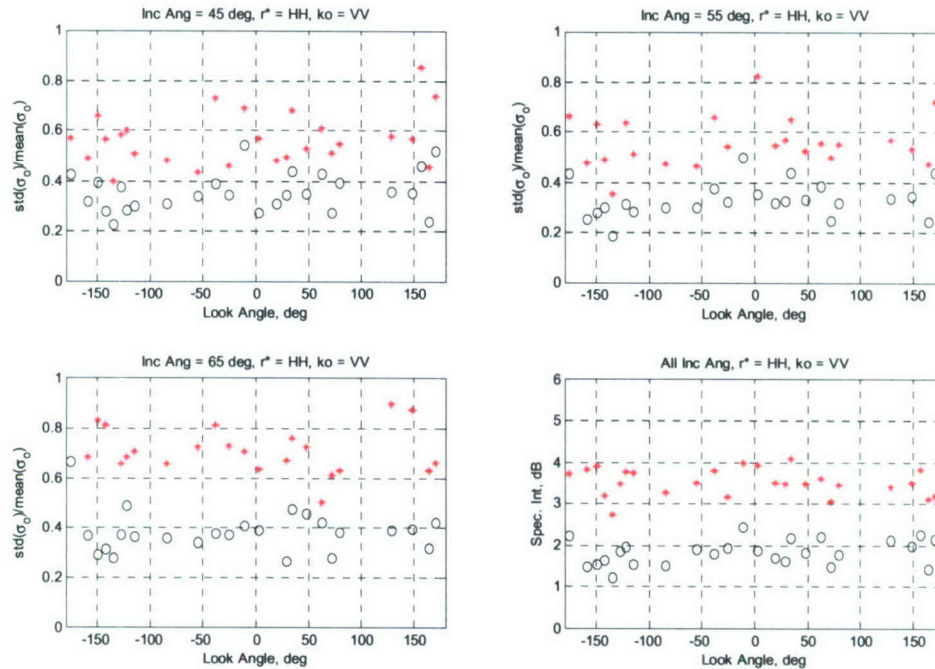 Inc Ang = 45 deg, r* = HH, ko = VV
1
0.8
0.6
0.4
0.2
0
std(σo)/mean(σo)
-150 -100 -50 0 50 100 150
Look Angle, deg
Inc Ang = 55 deg, r* = HH, ko = VV
1
0.8
0.6
0.4
0.2
0
std(σo)/mean(σo)
-150 -100 -50 0 50 100 150
Look Angle, deg
Inc Ang = 65 deg, r* = HH, ko = VV
1
0.8
0.6
0.4
0.2
0
std(σo)/mean(σo)
-150 -100 -50 0 50 100 150
Look Angle, deg
All Inc Ang, r* = HH, ko = VV
6
5
4
3
2
1
0
Spec. Int, dB
-150 -100 -50 0 50 100 150
Look Angle, deg